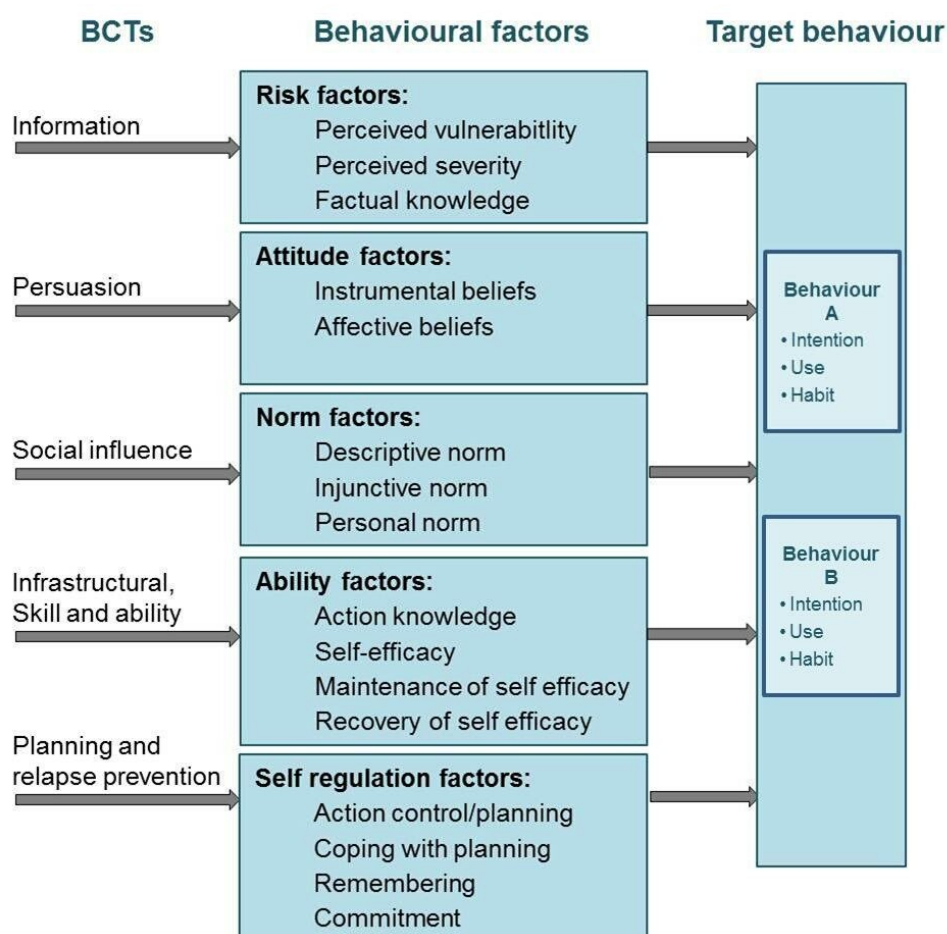 BCTs
Behavioural factors
Target behaviour
Information
Risk factors:
Perceived vulnerabitlity
Perceived severity
Factual knowledge
Persuasion
Attitude factors:
Instrumental beliefs
Affective beliefs
Social influence
Norm factors:
Descriptive norm
Injunctive norm
Personal norm
Infrastructural,
Skill and ability
Ability factors:
Action knowledge
Self-efficacy
Maintenance of self efficacy
Recovery of self efficacy
Planning and
relapse prevention
Self regulation factors:
Action control/planning
Coping with planning
Remembering
Commitment
Behaviour
A
• Intention
• Use
• Habit
Behaviour
B
• Intention
• Use
• Habit